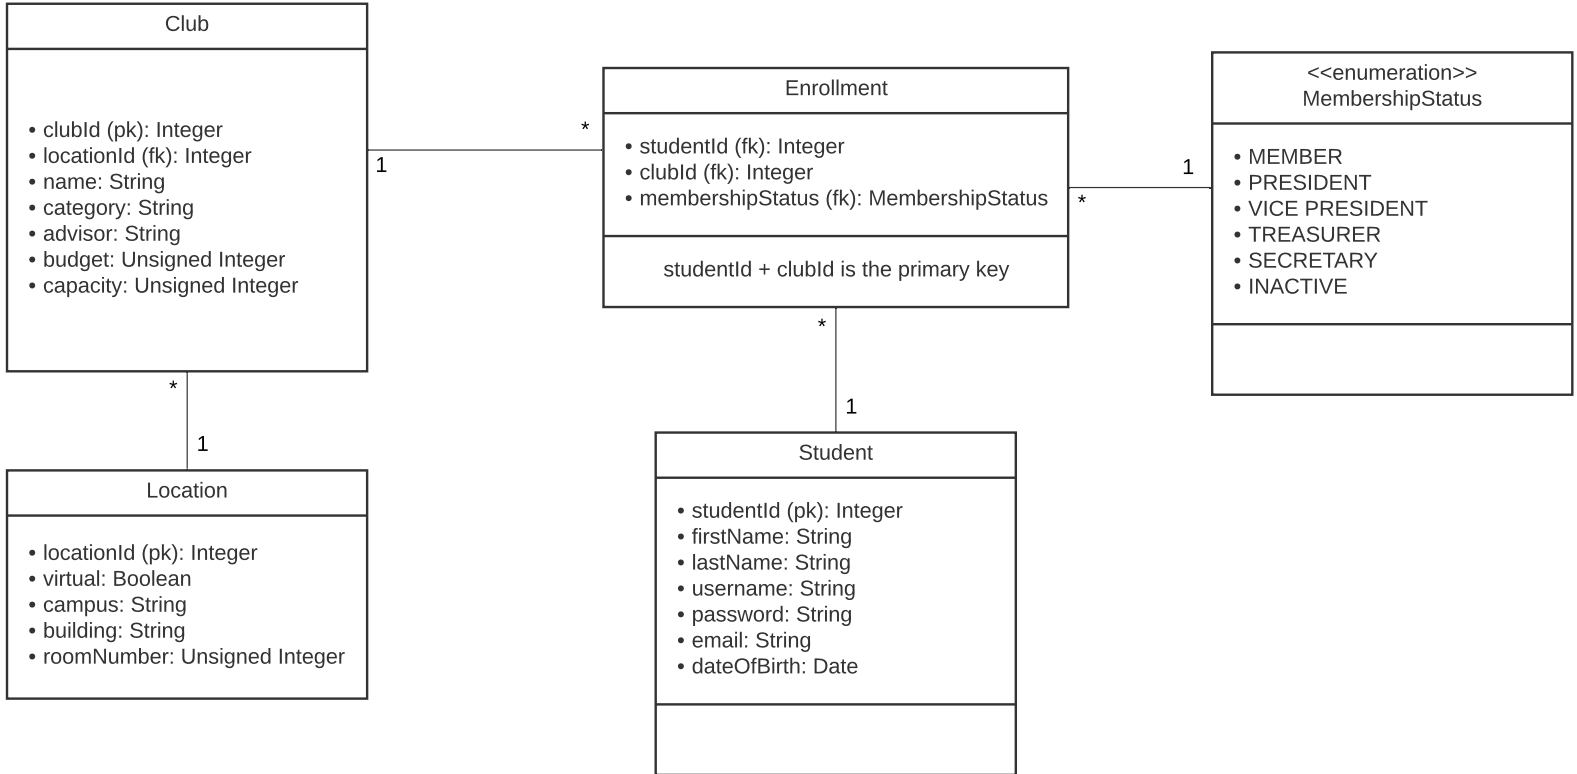 Club
• clubId (pk): Integer
• locationId (fk): Integer
• name: String
• category: String
• advisor: String
• budget: Unsigned Integer
• capacity: Unsigned Integer
1
*
Enrollment
• studentId (fk): Integer
• clubId (fk): Integer
• membershipStatus (fk): MembershipStatus
studentId + clubId is the primary key
*
1
<<enumeration>>
MembershipStatus
• MEMBER
• PRESIDENT
• VICE PRESIDENT
• TREASURER
• SECRETARY
• INACTIVE
*
1
Location
• locationId (pk): Integer
• virtual: Boolean
• campus: String
• building: String
• roomNumber: Unsigned Integer
*
1
Student
• studentId (pk): Integer
• firstName: String
• lastName: String
• username: String
• password: String
• email: String
• dateOfBirth: Date